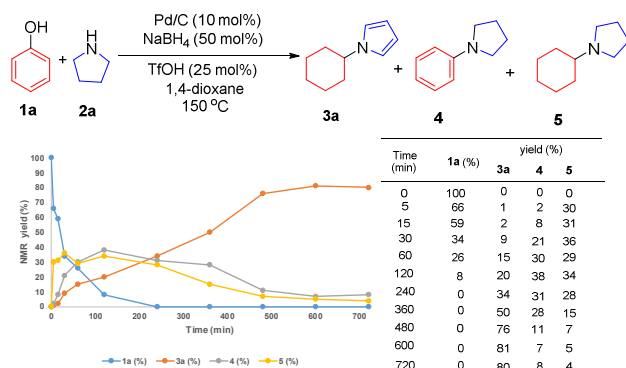 OH
H
N
+
1a
2a
Pd/C (10 mol%)
NaBH4 (50 mol%)
TfOH (25 mol%)
1,4-dioxane
150 oC
N
3a
+
N
4
+
N
5
NMR yield (%)
100
90
80
70
60
50
40
30
20
10
0
0 100 200 300 400 500 600 700
Time (min)
1a (%) 3a (%) 4 (%) 5 (%)
Time (min) 1a (%) yield (%)
3a 4 5
0 100 0 0 0
5 66 1 2 30
15 59 2 8 31
30 34 9 21 36
60 26 15 30 29
120 8 20 38 34
240 0 34 31 28
360 0 50 28 15
480 0 76 11 7
600 0 81 7 5
720 0 80 8 4